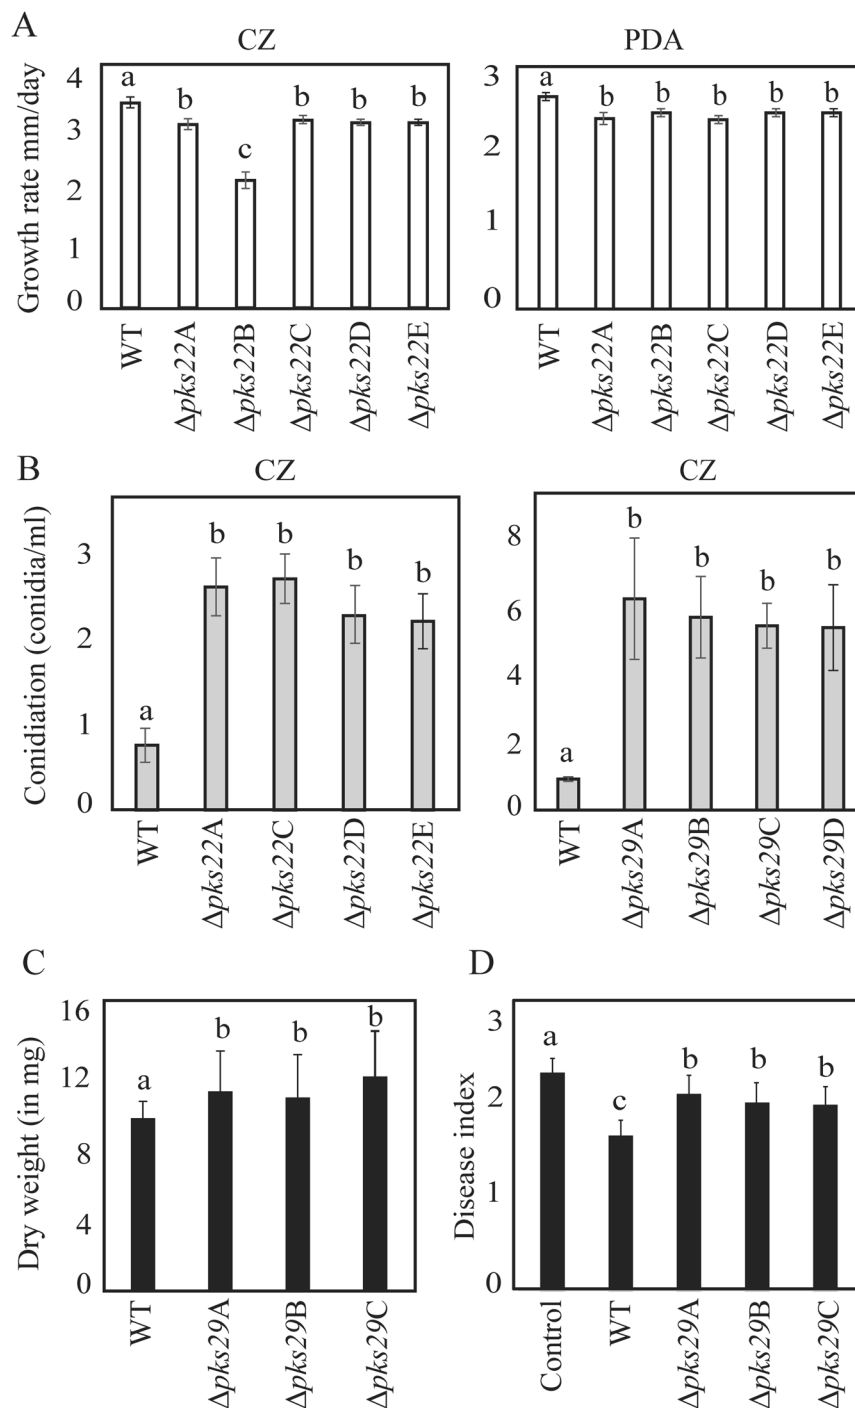 A
CZ
PDA
Growth rate mm/day
4
3
2
1
0
a
b
c
b
b
b
WT
Δpks22A
Δpks22B
Δpks22C
Δpks22D
Δpks22E
3
2
1
0
a
b
b
b
b
b
WT
Δpks22A
Δpks22B
Δpks22C
Δpks22D
Δpks22E
B
CZ
CZ
Conidiation (conidia/ml)
3
2
1
0
a
b
b
b
b
WT
Δpks22A
Δpks22C
Δpks22D
Δpks22E
8
6
4
2
0
a
b
b
b
b
WT
Δpks29A
Δpks29B
Δpks29C
Δpks29D
C
Dry weight (in mg)
16
12
8
4
0
a
b
b
b
WT
Δpks29A
Δpks29B
Δpks29C
D
Disease index
3
2
1
0
a
c
b
b
b
Control
WT
Δpks29A
Δpks29B
Δpks29C